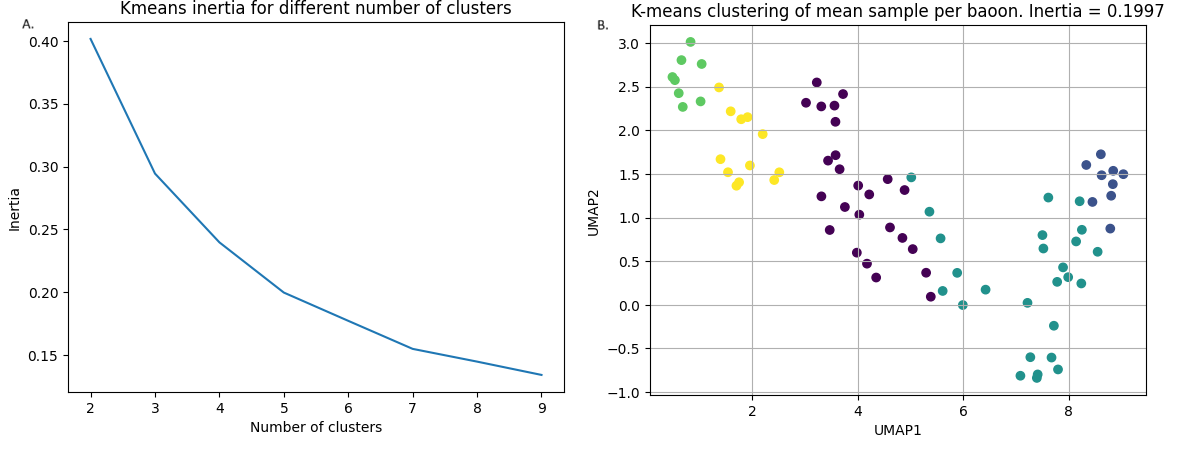 A.
Kmeans inertia for different number of clusters
0.40
0.35
0.30
0.25
0.20
0.15
Inertia
2 3 4 5 6 7 8 9
Number of clusters
B.
K-means clustering of mean sample per baoon. Inertia = 0.1997
3.0
2.5
2.0
1.5
1.0
0.5
0.0
−0.5
−1.0
UMAP2
2 4 6 8
UMAP1